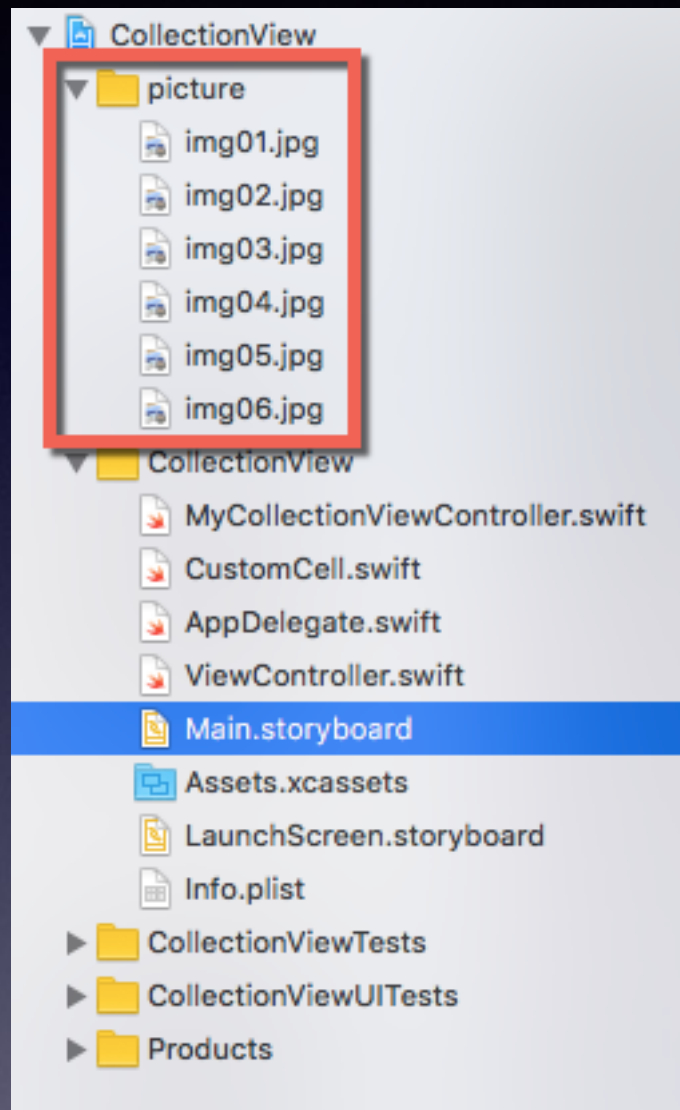 CollectionView
picture
img01.jpg
img02.jpg
img03.jpg
img04.jpg
img05.jpg
img06.jpg
CollectionView
MyCollectionViewController.swift
CustomCell.swift
AppDelegate.swift
ViewController.swift
Main.storyboard
Assets.xcassets
LaunchScreen.storyboard
Info.plist
CollectionViewTests
CollectionViewUITests
Products